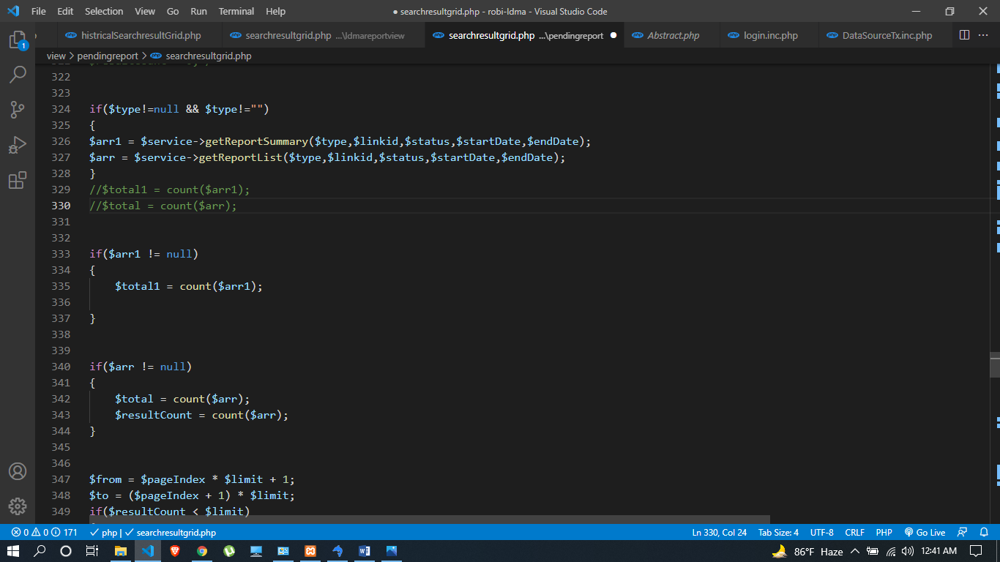 File Edit Selection View Go Run Terminal Help ● searchresultgrid.php - robi-ldma - Visual Studio Code
histricalSearchresultGrid.php searchresultgrid.php ...\ldmareportview searchresultgrid.php ...\pendingreport ● Abstract.php login.inc.php DataSourceTx.inc.php ...
view > pendingreport > searchresultgrid.php
322
323
324 if($type!=null && $type!="")
325 {
326 $arr1 = $service->getReportSummary($type,$linkid,$status,$startDate,$endDate);
327 $arr = $service->getReportList($type,$linkid,$status,$startDate,$endDate);
328 }
329 //$total1 = count($arr1);
330 //$total = count($arr);
331
332
333 if($arr1 != null)
334 {
335 $total1 = count($arr1);
336
337 }
338
339
340 if($arr != null)
341 {
342 $total = count($arr);
343 $resultCount = count($arr);
344 }
345
346
347 $from = $pageIndex * $limit + 1;
348 $to = ($pageIndex + 1) * $limit;
349 if($resultCount < $limit)
1
0 0 171 php | searchresultgrid.php Ln 330, Col 24 Tab Size: 4 UTF-8 CRLF PHP Go Live
86°F Haze 12:41 AM